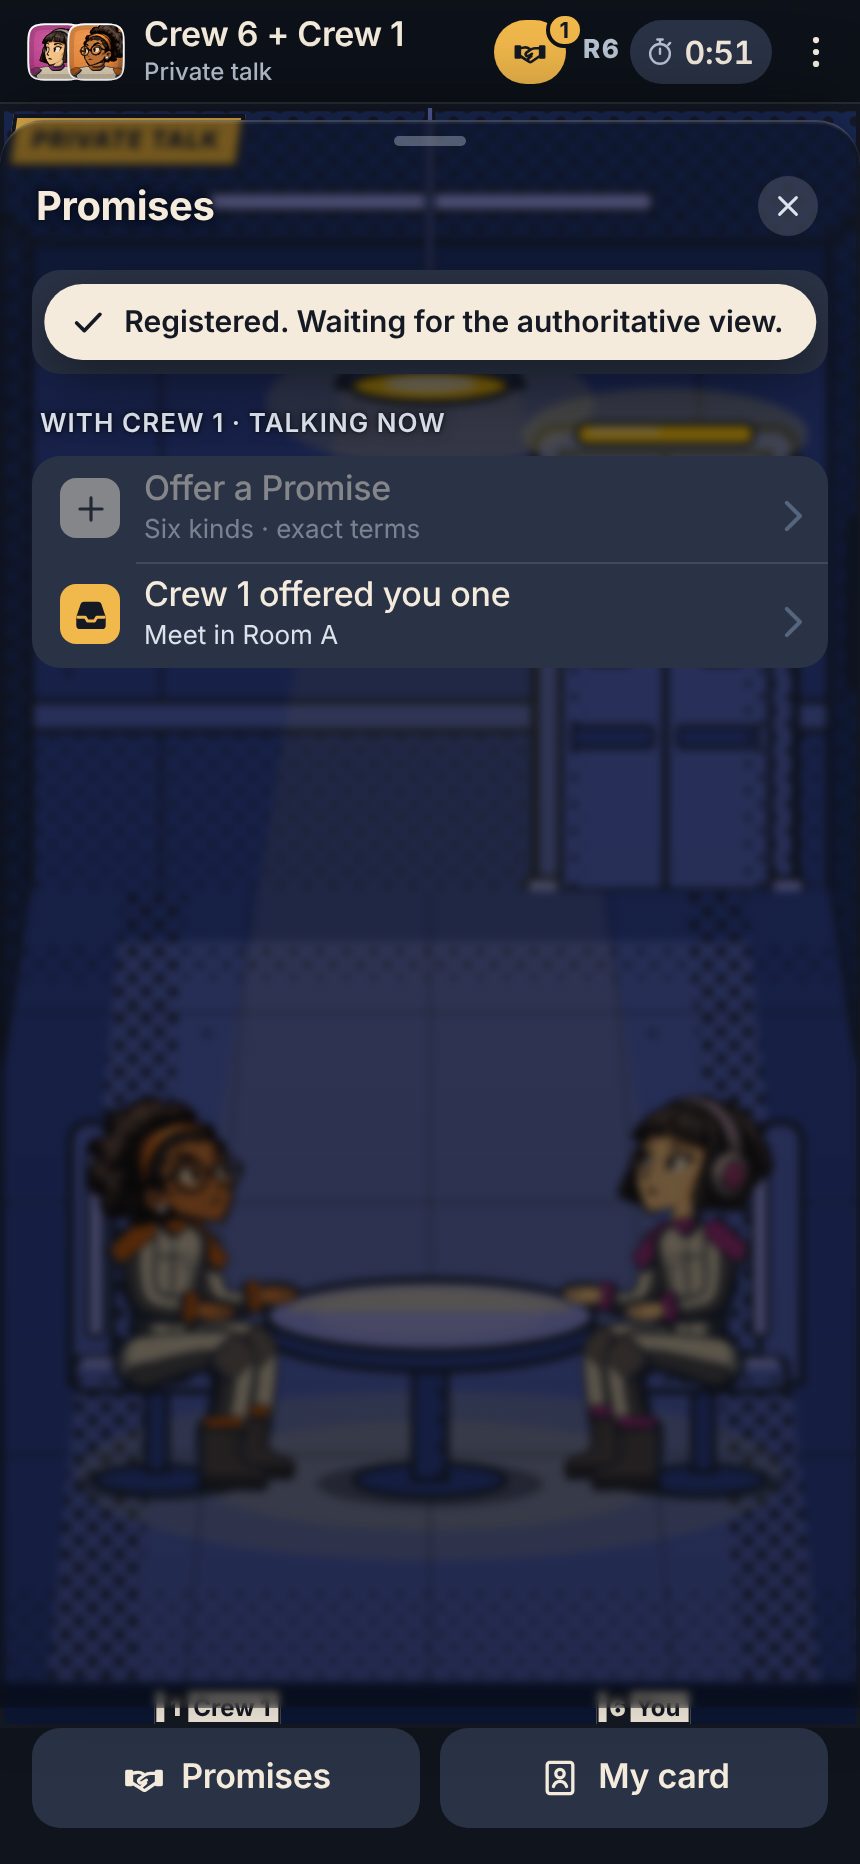 Crew 6 + Crew 1
Private talk
1
R6
0:51
PRIVATE TALK
Promises
Registered. Waiting for the authoritative view.
WITH CREW 1 · TALKING NOW
Offer a Promise
Six kinds · exact terms
Crew 1 offered you one
Meet in Room A
1 Crew 1
6 You
Promises
My card